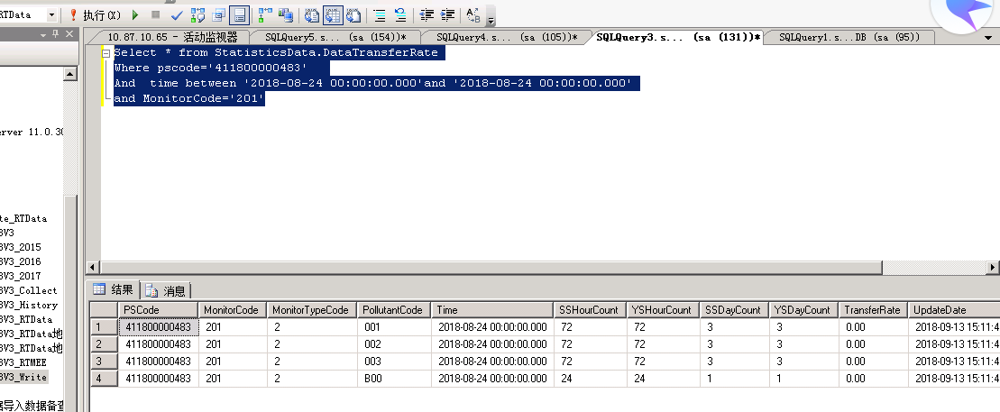 RTData
执行(X)
10.87.10.65 - 活动监视器
SQLQuery5.s... (sa (154))*
SQLQuery4.s... (sa (105))*
SQLQuery3.s... (sa (131))*
SQLQuery1.s...DB (sa (95))
Select * from StatisticsData.DataTransferRate
Where pscode='411800000483'
And  time between '2018-08-24 00:00:00.000'and '2018-08-24 00:00:00.000'
and MonitorCode='201'
erver 11.0.30
te_RTData
BV3
BV3_2015
BV3_2016
BV3_2017
BV3_Collect
BV3_History
BV3_RTData
BV3_RTData地
BV3_RTData地
BV3_RTMEE
BV3_Write
据导入数据备查
结果 消息
PSCode MonitorCode MonitorTypeCode PollutantCode Time SSHourCount YSHourCount SSDayCount YSDayCount TransferRate UpdateDate
1 411800000483 201 2 001 2018-08-24 00:00:00.000 72 72 3 3 0.00 2018-09-13 15:11:4
2 411800000483 201 2 002 2018-08-24 00:00:00.000 72 72 3 3 0.00 2018-09-13 15:11:4
3 411800000483 201 2 003 2018-08-24 00:00:00.000 72 72 3 3 0.00 2018-09-13 15:11:4
4 411800000483 201 2 B00 2018-08-24 00:00:00.000 24 24 1 1 0.00 2018-09-13 15:11:4